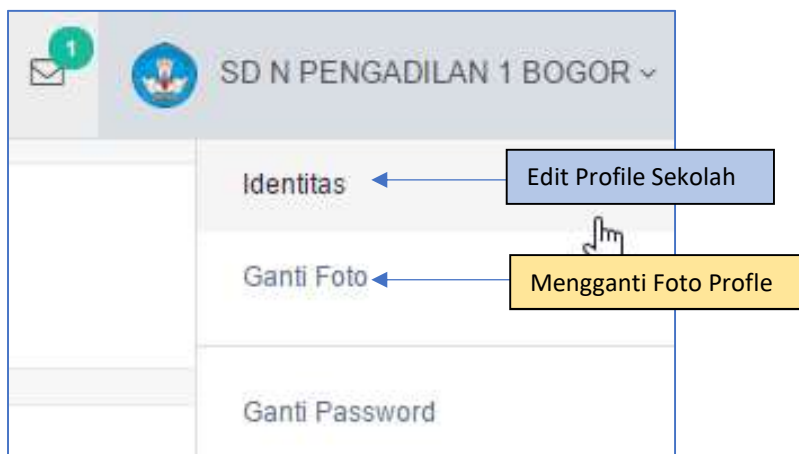 1
SD N PENGADILAN 1 BOGOR
Identitas
Edit Profile Sekolah
Ganti Foto
Mengganti Foto Profle
Ganti Password